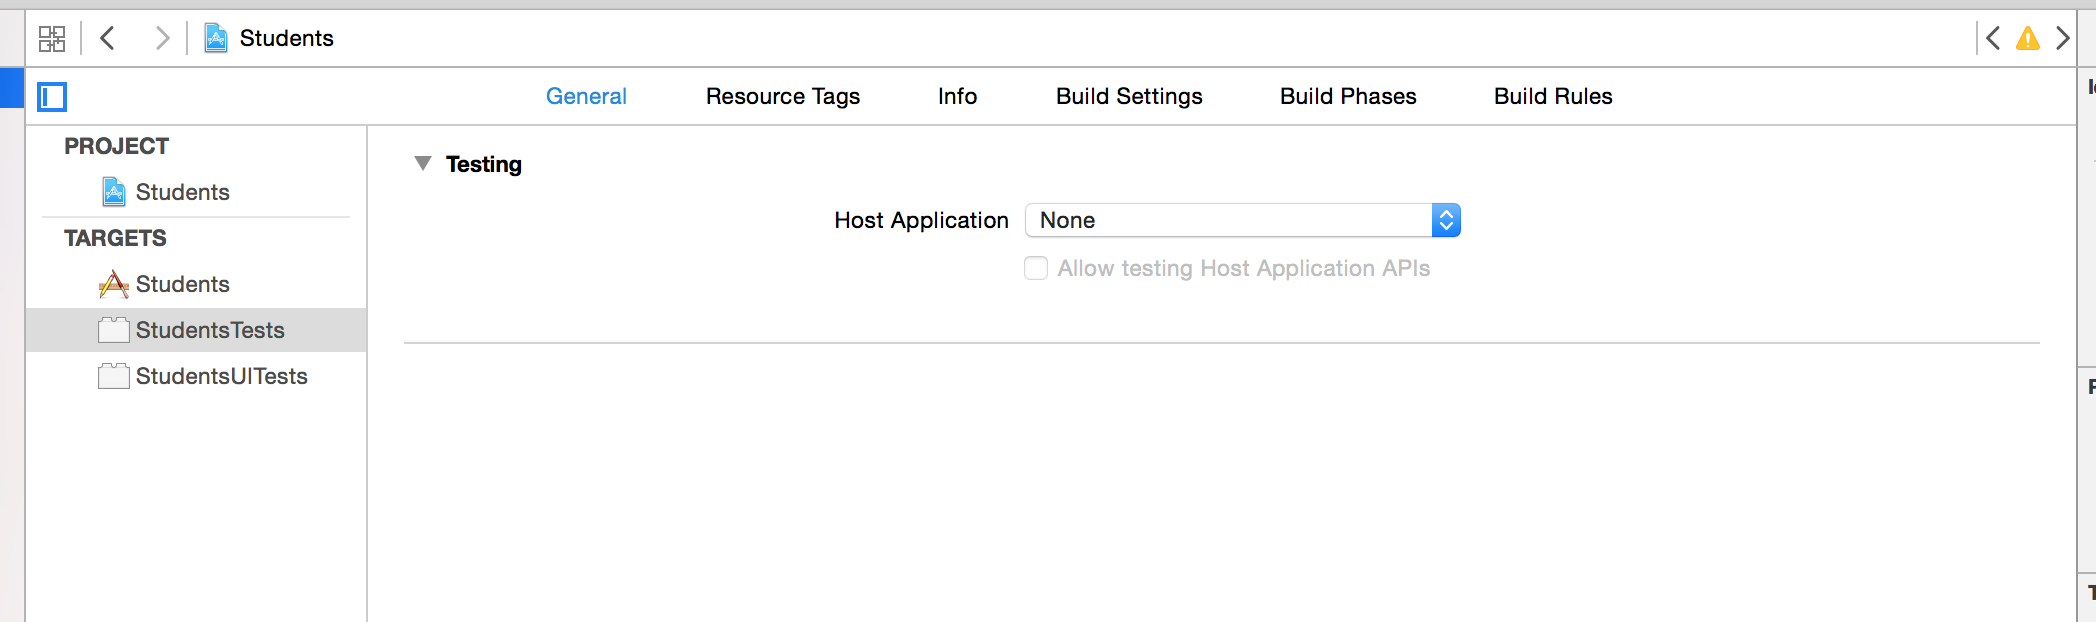 Students
General Resource Tags Info Build Settings Build Phases Build Rules
PROJECT
Students
TARGETS
Students
StudentsTests
StudentsUITests
Testing
Host Application None
Allow testing Host Application APIs